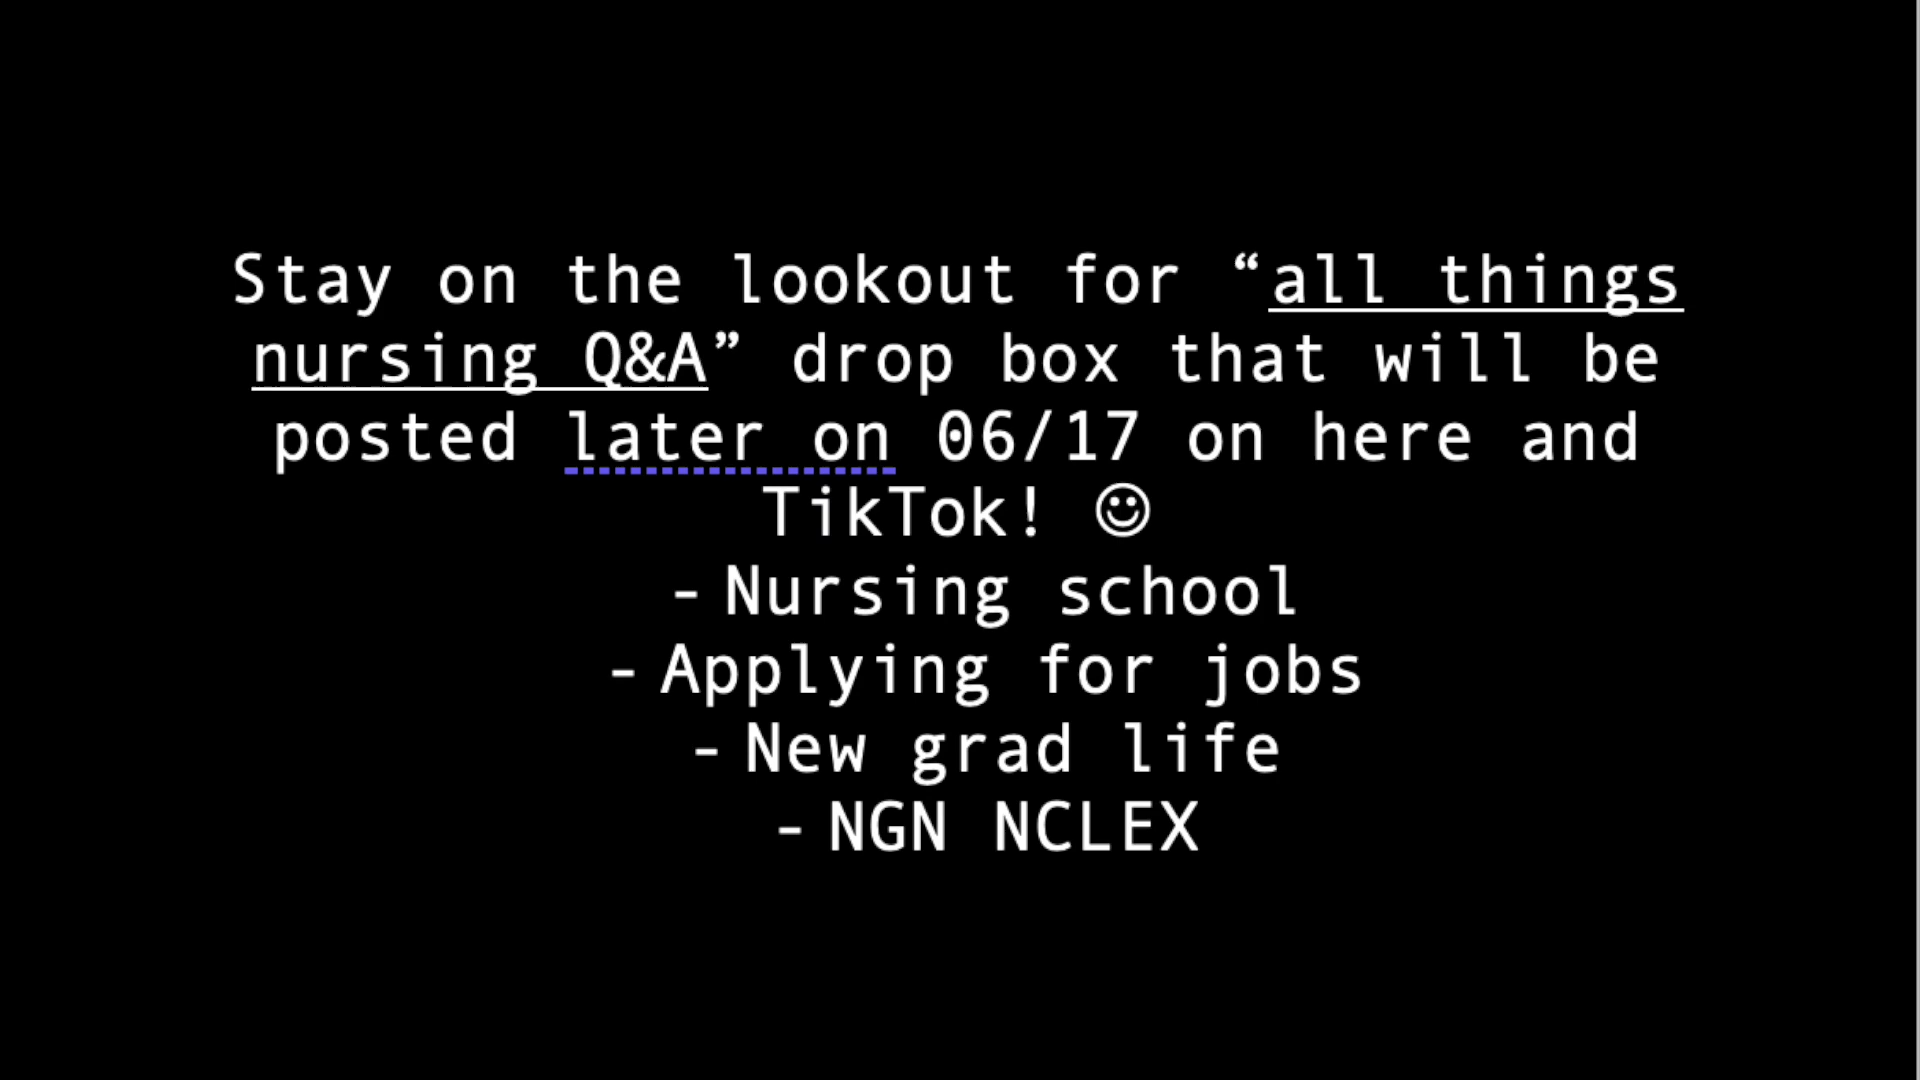 Stay on the lookout for “all things
nursing Q&A” drop box that will be
posted later on 06/17 on here and
TikTok! ☺
- Nursing school
- Applying for jobs
- New grad life
- NGN NCLEX